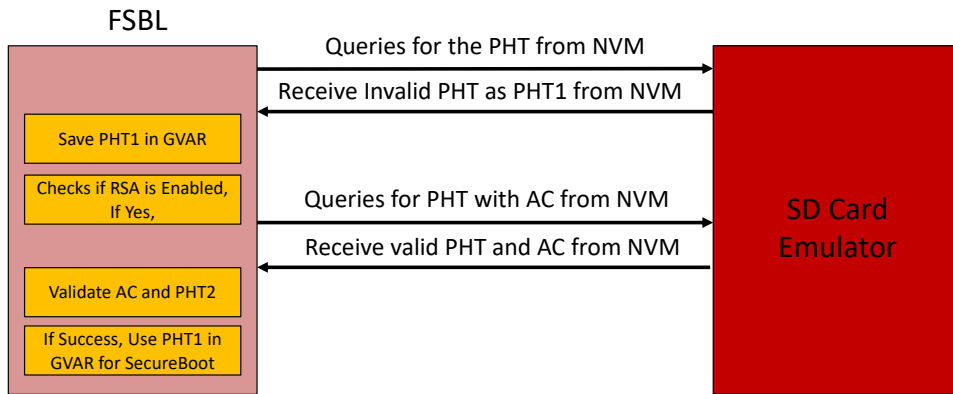 FSBL
Queries for the PHT from NVM
Receive Invalid PHT as PHT1 from NVM
Save PHT1 in GVAR
Checks if RSA is Enabled,
If Yes,
Queries for PHT with AC from NVM
Receive valid PHT and AC from NVM
Validate AC and PHT2
If Success, Use PHT1 in
GVAR for SecureBoot
SD Card
Emulator